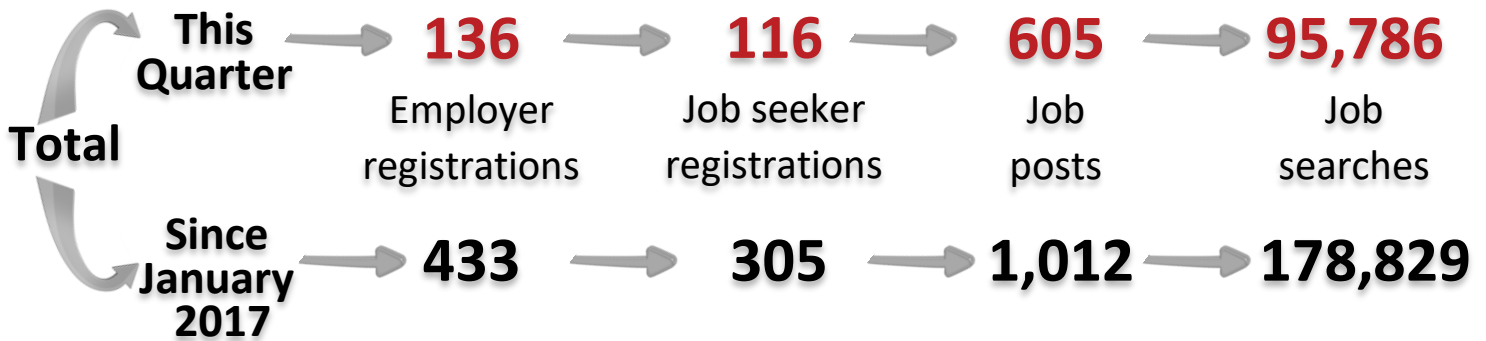 Total
This
Quarter
136
Employer
registrations
116
Job seeker
registrations
605
Job
posts
95,786
Job
searches
Since
January
2017
433
305
1,012
178,829